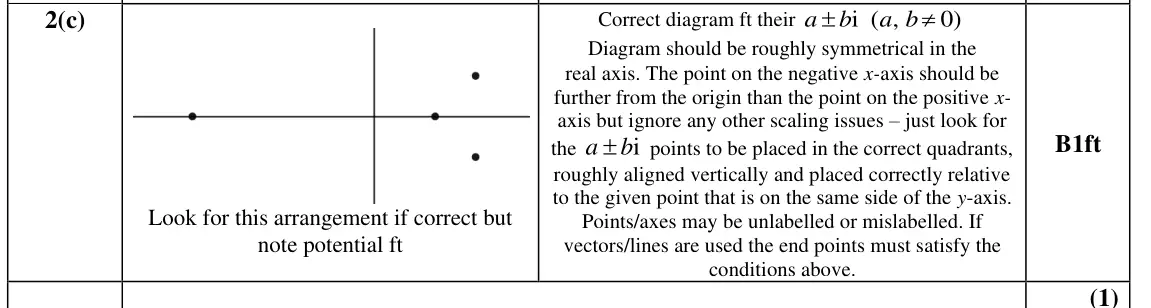 2(c)
Look for this arrangement if correct but
note potential ft
Correct diagram ft their a ± bi (a, b ≠ 0)
Diagram should be roughly symmetrical in the
real axis. The point on the negative x-axis should be
further from the origin than the point on the positive x-
axis but ignore any other scaling issues – just look for
the a ± bi points to be placed in the correct quadrants,
roughly aligned vertically and placed correctly relative
to the given point that is on the same side of the y-axis.
Points/axes may be unlabelled or mislabelled. If
vectors/lines are used the end points must satisfy the
conditions above.
B1ft
(1)